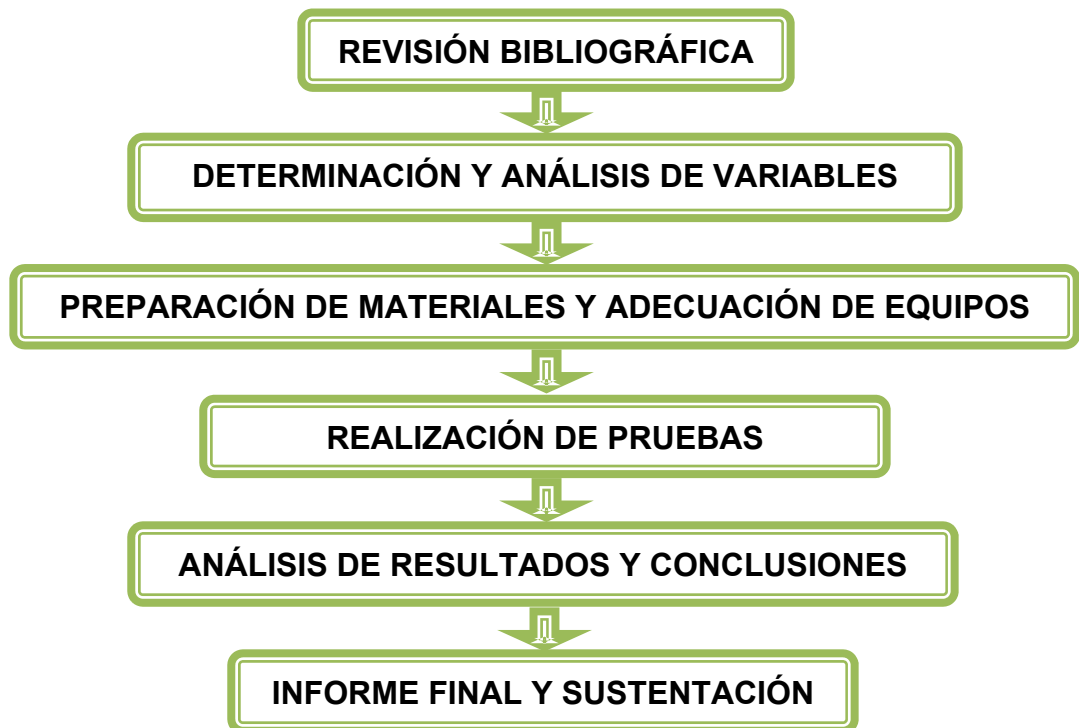 REVISIÓN BIBLIOGRÁFICA
DETERMINACIÓN Y ANÁLISIS DE VARIABLES
PREPARACIÓN DE MATERIALES Y ADECUACIÓN DE EQUIPOS
REALIZACIÓN DE PRUEBAS
ANÁLISIS DE RESULTADOS Y CONCLUSIONES
INFORME FINAL Y SUSTENTACIÓN